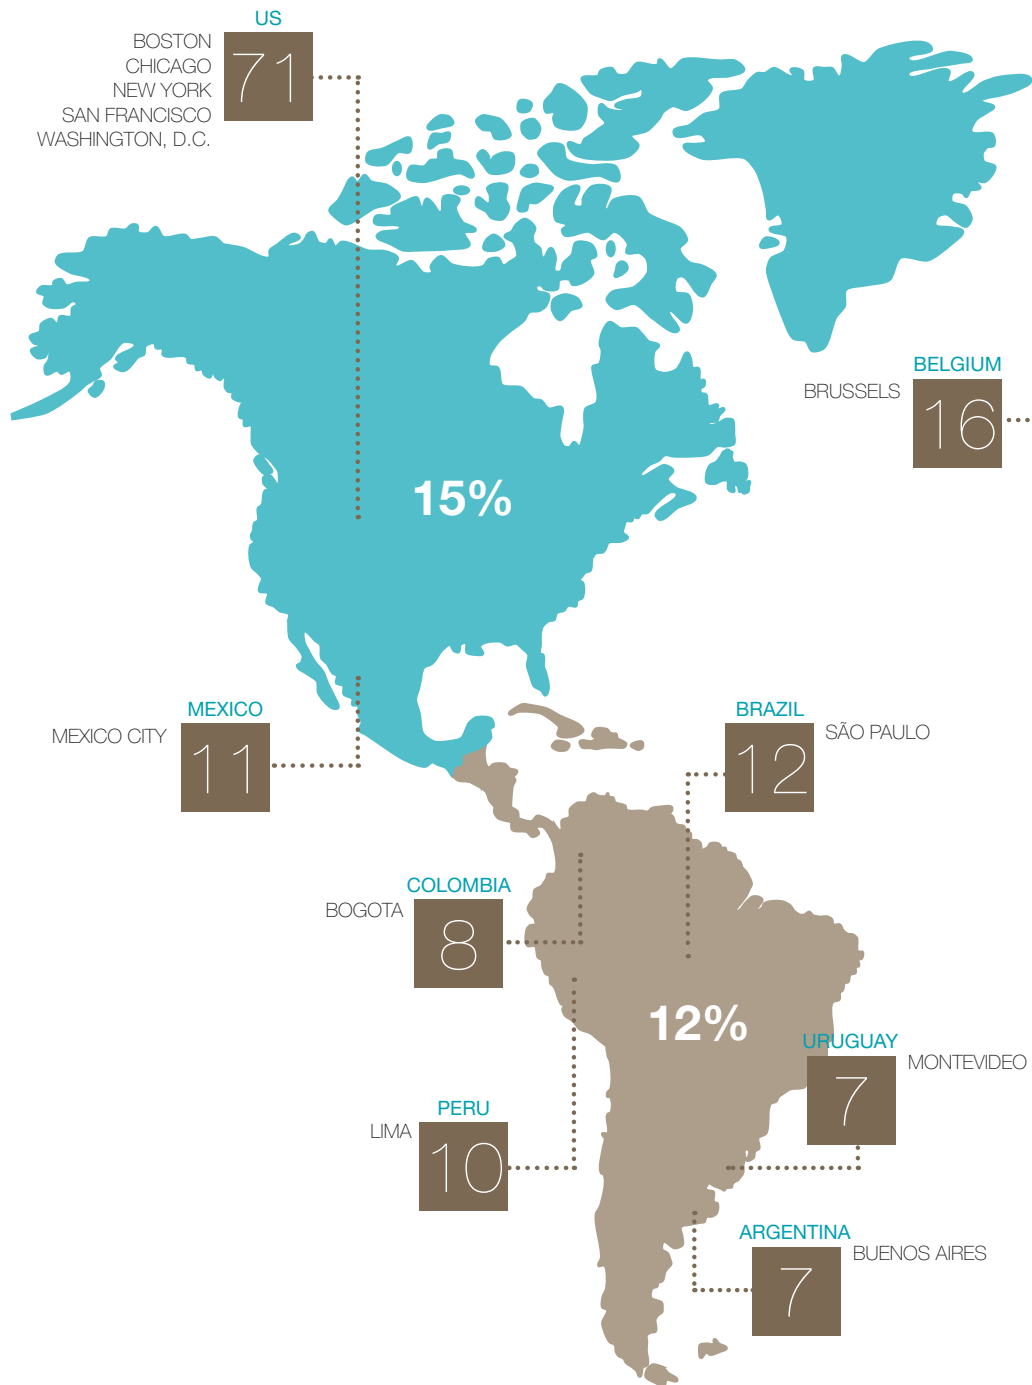 US
71
BOSTON
CHICAGO
NEW YORK
SAN FRANCISCO
WASHINGTON, D.C.
BELGIUM
BRUSSELS
16
15%
MEXICO
MEXICO CITY
11
BRAZIL
SÃO PAULO
12
COLOMBIA
BOGOTA
8
12%
URUGUAY
MONTEVIDEO
7
PERU
LIMA
10
ARGENTINA
BUENOS AIRES
7